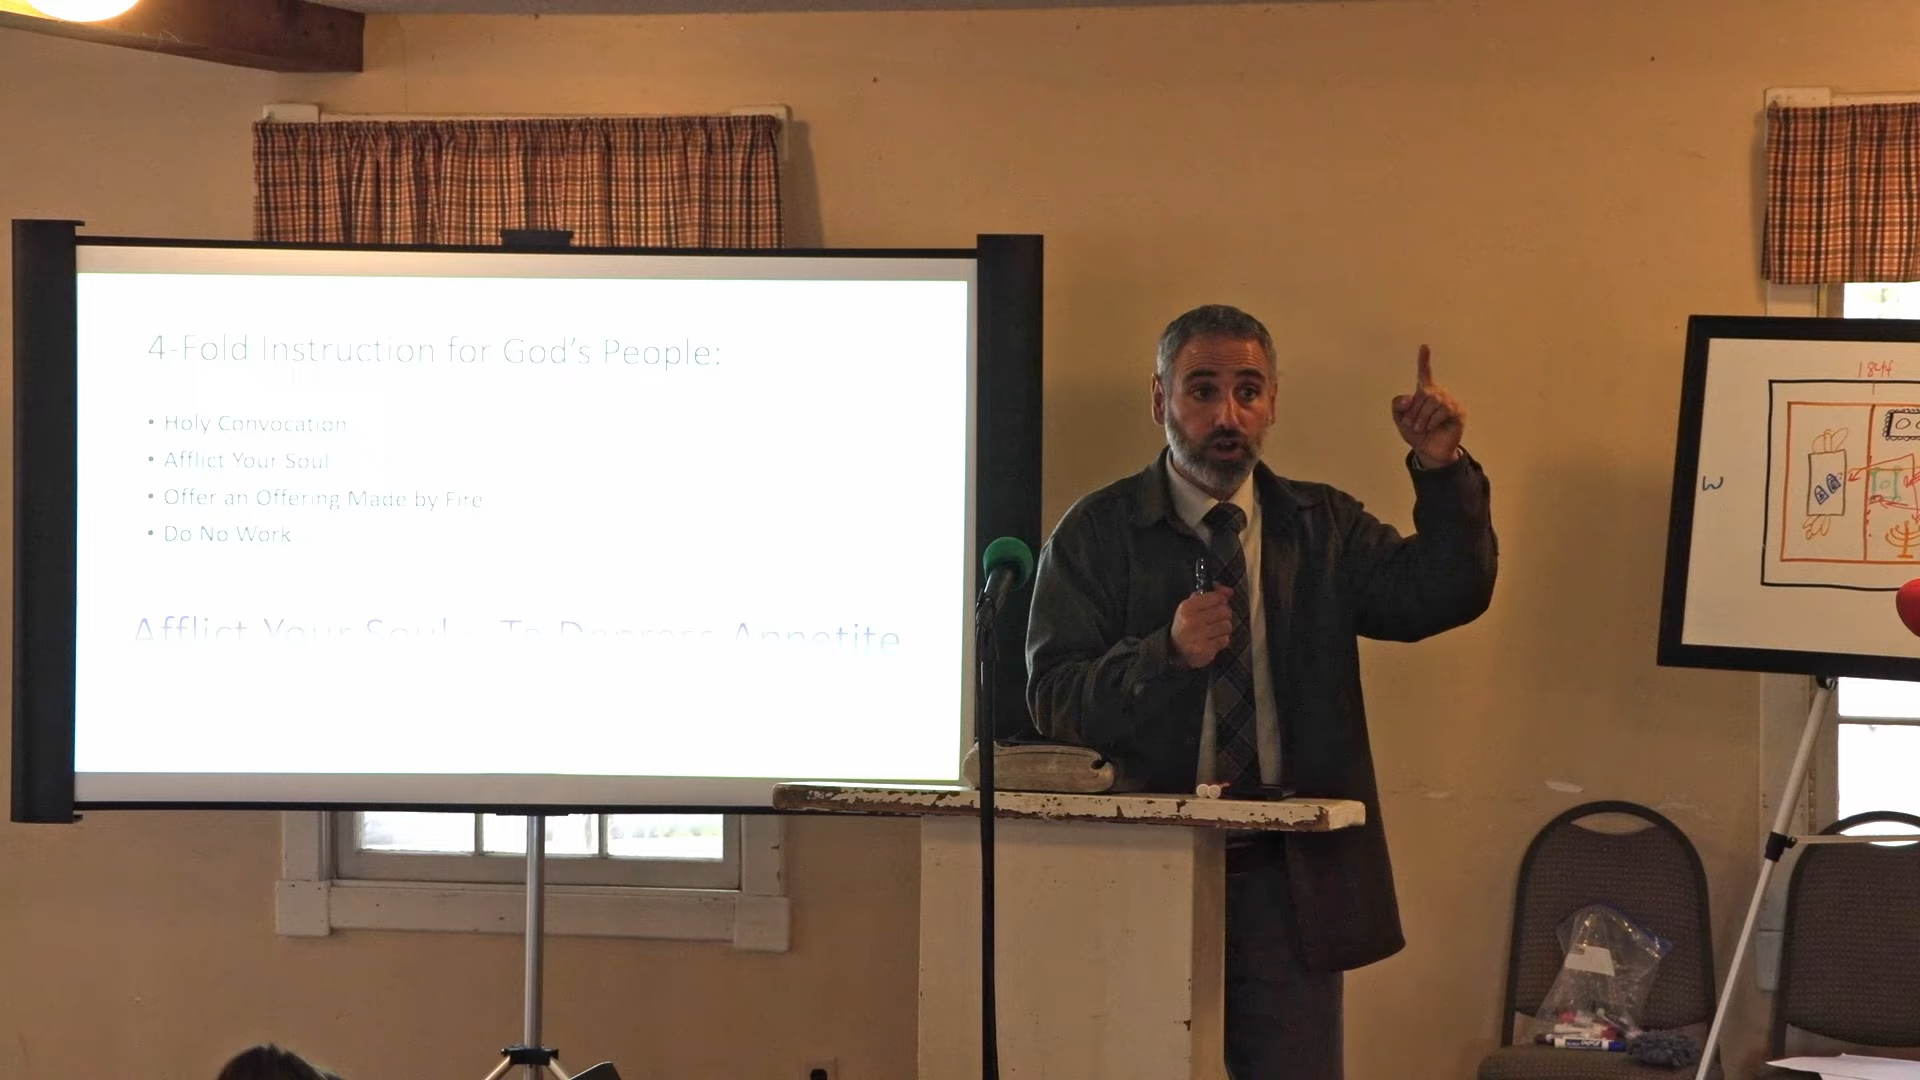 4-Fold Instruction for God's People:
• Holy Convocation
• Afflict Your Soul
• Offer an Offering Made by Fire
• Do No Work
Afflict Your Soul = To Depress Appetite
1844
W
Expo